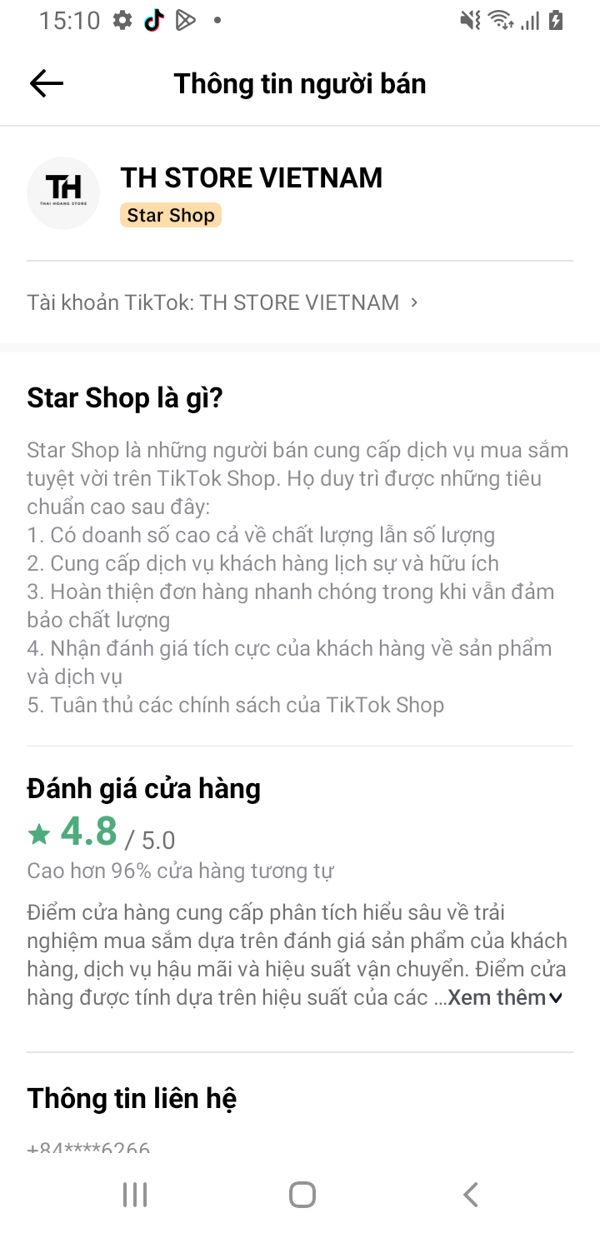 15:10
Thông tin người bán
TH
THAI HOANG STORE
TH STORE VIETNAM
Star Shop
Tài khoản TikTok: TH STORE VIETNAM
Star Shop là gì?
Star Shop là những người bán cung cấp dịch vụ mua sắm
tuyệt vời trên TikTok Shop. Họ duy trì được những tiêu
chuẩn cao sau đây:
1. Có doanh số cao cả về chất lượng lẫn số lượng
2. Cung cấp dịch vụ khách hàng lịch sự và hữu ích
3. Hoàn thiện đơn hàng nhanh chóng trong khi vẫn đảm
bảo chất lượng
4. Nhận đánh giá tích cực của khách hàng về sản phẩm
và dịch vụ
5. Tuân thủ các chính sách của TikTok Shop
Đánh giá cửa hàng
4.8 / 5.0
Cao hơn 96% cửa hàng tương tự
Điểm cửa hàng cung cấp phân tích hiểu sâu về trải
nghiệm mua sắm dựa trên đánh giá sản phẩm của khách
hàng, dịch vụ hậu mãi và hiệu suất vận chuyển. Điểm cửa
hàng được tính dựa trên hiệu suất của các ...Xem thêm
Thông tin liên hệ
+84****6266